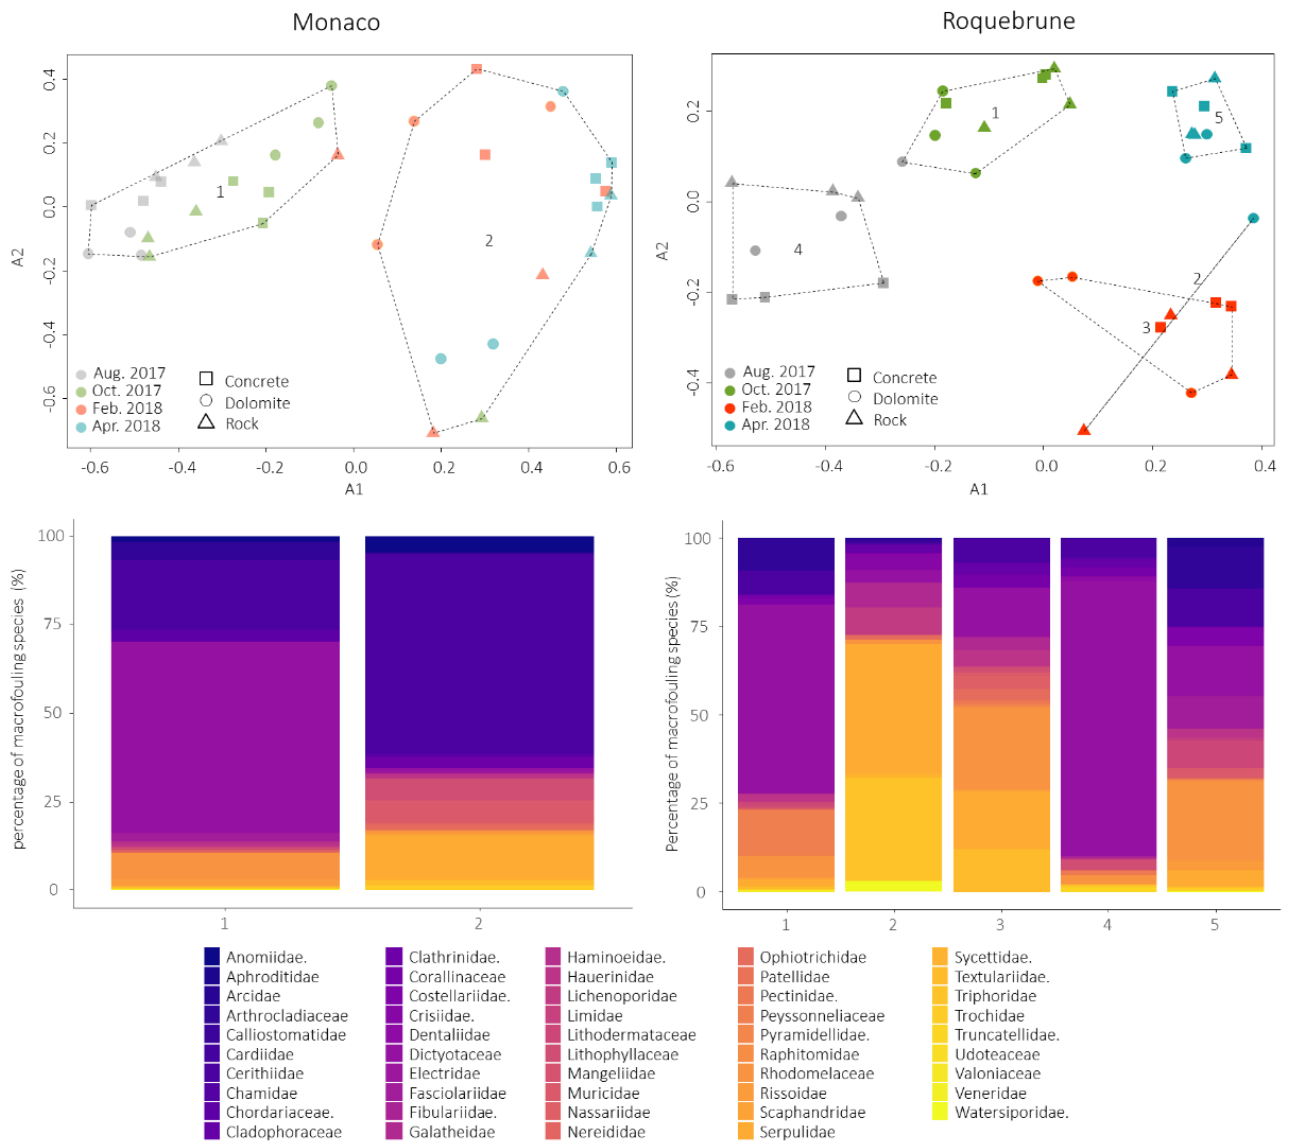 Monaco
Roquebrune
A2
0.4
0.2
0.0
-0.2
-0.4
-0.6
1
2
Aug. 2017
Oct. 2017
Feb. 2018
Apr. 2018
Concrete
Dolomite
Rock
-0.6
-0.4
-0.2
0.0
0.2
0.4
0.6
A1
A2
0.2
0.0
-0.2
-0.4
1
5
4
2
3
Aug. 2017
Oct. 2017
Feb. 2018
Apr. 2018
Concrete
Dolomite
Rock
-0.6
-0.4
-0.2
0.0
0.2
0.4
A1
percentage of macrofouling species (%)
100
75
50
25
0
1
2
Percentage of macrofouling species (%)
100
75
50
25
0
1
2
3
4
5
Anomiidae.
Aphroditidae
Arcidae
Arthrocladiaceae
Calliostomatidae
Cardiidae
Cerithiidae
Chamidae
Chordariaceae.
Cladophoraceae
Clathrinidae.
Corallinaceae
Costellariidae.
Crisiidae.
Dentaliidae
Dictyotaceae
Electridae
Fasciolariidae
Fibulariidae.
Galatheidae
Haminoeidae.
Hauerinidae
Lichenoporidae
Limidae
Lithodermataceae
Lithophyllaceae
Mangeliidae
Muricidae
Nassariidae
Nereididae
Ophiotrichidae
Patellidae
Pectinidae.
Peyssonneliaceae
Pyramidellidae.
Raphitomidae
Rhodomelaceae
Rissoidae
Scaphandridae
Serpulidae
Sycettidae.
Textulariidae.
Triphoridae
Trochidae
Truncatellidae.
Udoteaceae
Valoniaceae
Veneridae
Watersiporidae.